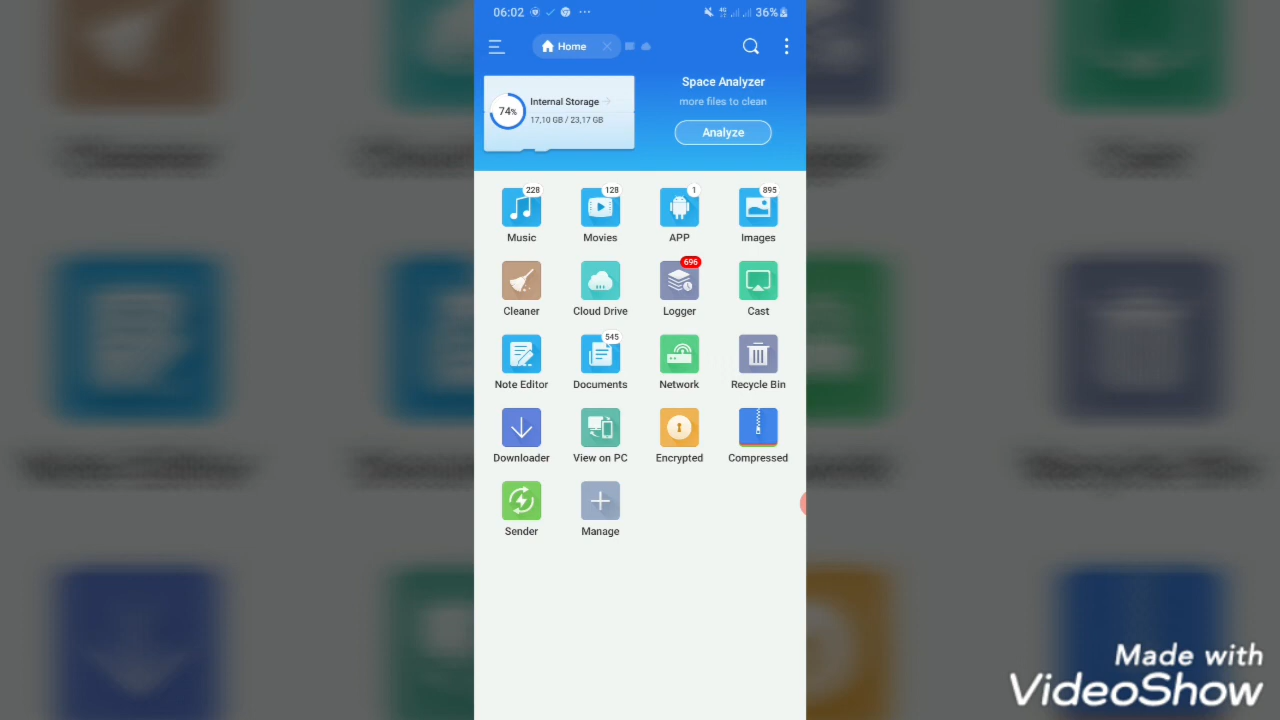 06:02
4G
36%
Home
Space Analyzer
more files to clean
Analyze
74%
Internal Storage
17,10 GB / 23,17 GB
228
128
1
895
Music
Movies
APP
Images
696
Cleaner
Cloud Drive
Logger
Cast
545
Note Editor
Documents
Network
Recycle Bin
Downloader
View on PC
Encrypted
Compressed
Sender
Manage
Made with
VideoShow